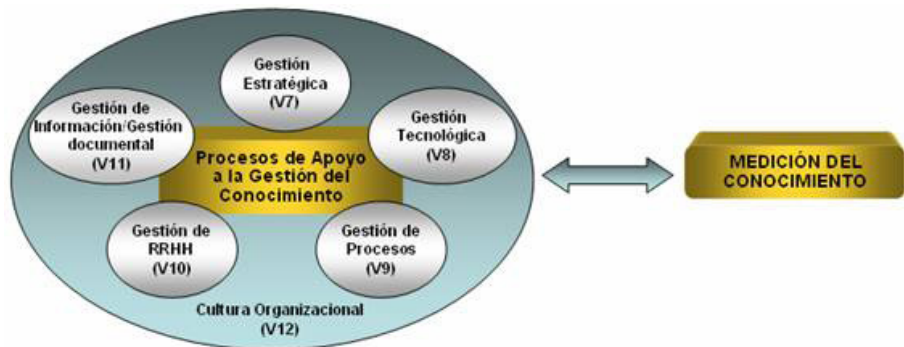 Gestión
Estratégica
(V7)
Gestión de
Información/Gestión
documental
(V11)
Gestión
Tecnológica
(V8)
Procesos de Apoyo
a la Gestión del
Conocimiento
MEDICIÓN DEL
CONOCIMIENTO
Gestión de
RRHH
(V10)
Gestión de
Procesos
(V9)
Cultura Organizacional
(V12)